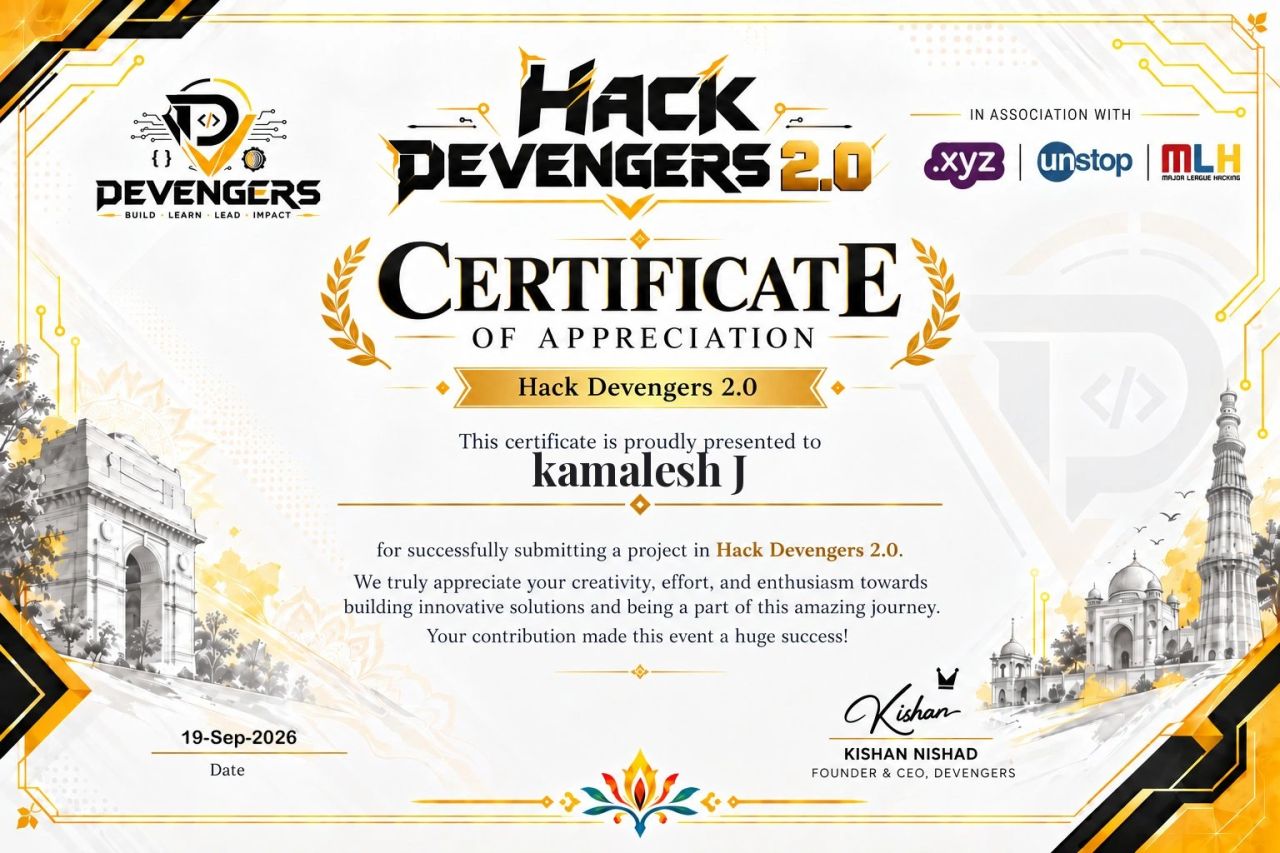 DEVENGERS
BUILD · LEARN · LEAD · IMPACT
HACK
DEVENGERS 2.0
IN ASSOCIATION WITH
.xyz | unstop | MLH
MAJOR LEAGUE HACKING
CERTIFICATE
OF APPRECIATION
Hack Devengers 2.0
This certificate is proudly presented to
kamalesh J
for successfully submitting a project in Hack Devengers 2.0.
We truly appreciate your creativity, effort, and enthusiasm towards
building innovative solutions and being a part of this amazing journey.
Your contribution made this event a huge success!
19-Sep-2026
Date
Kishan
KISHAN NISHAD
FOUNDER & CEO, DEVENGERS